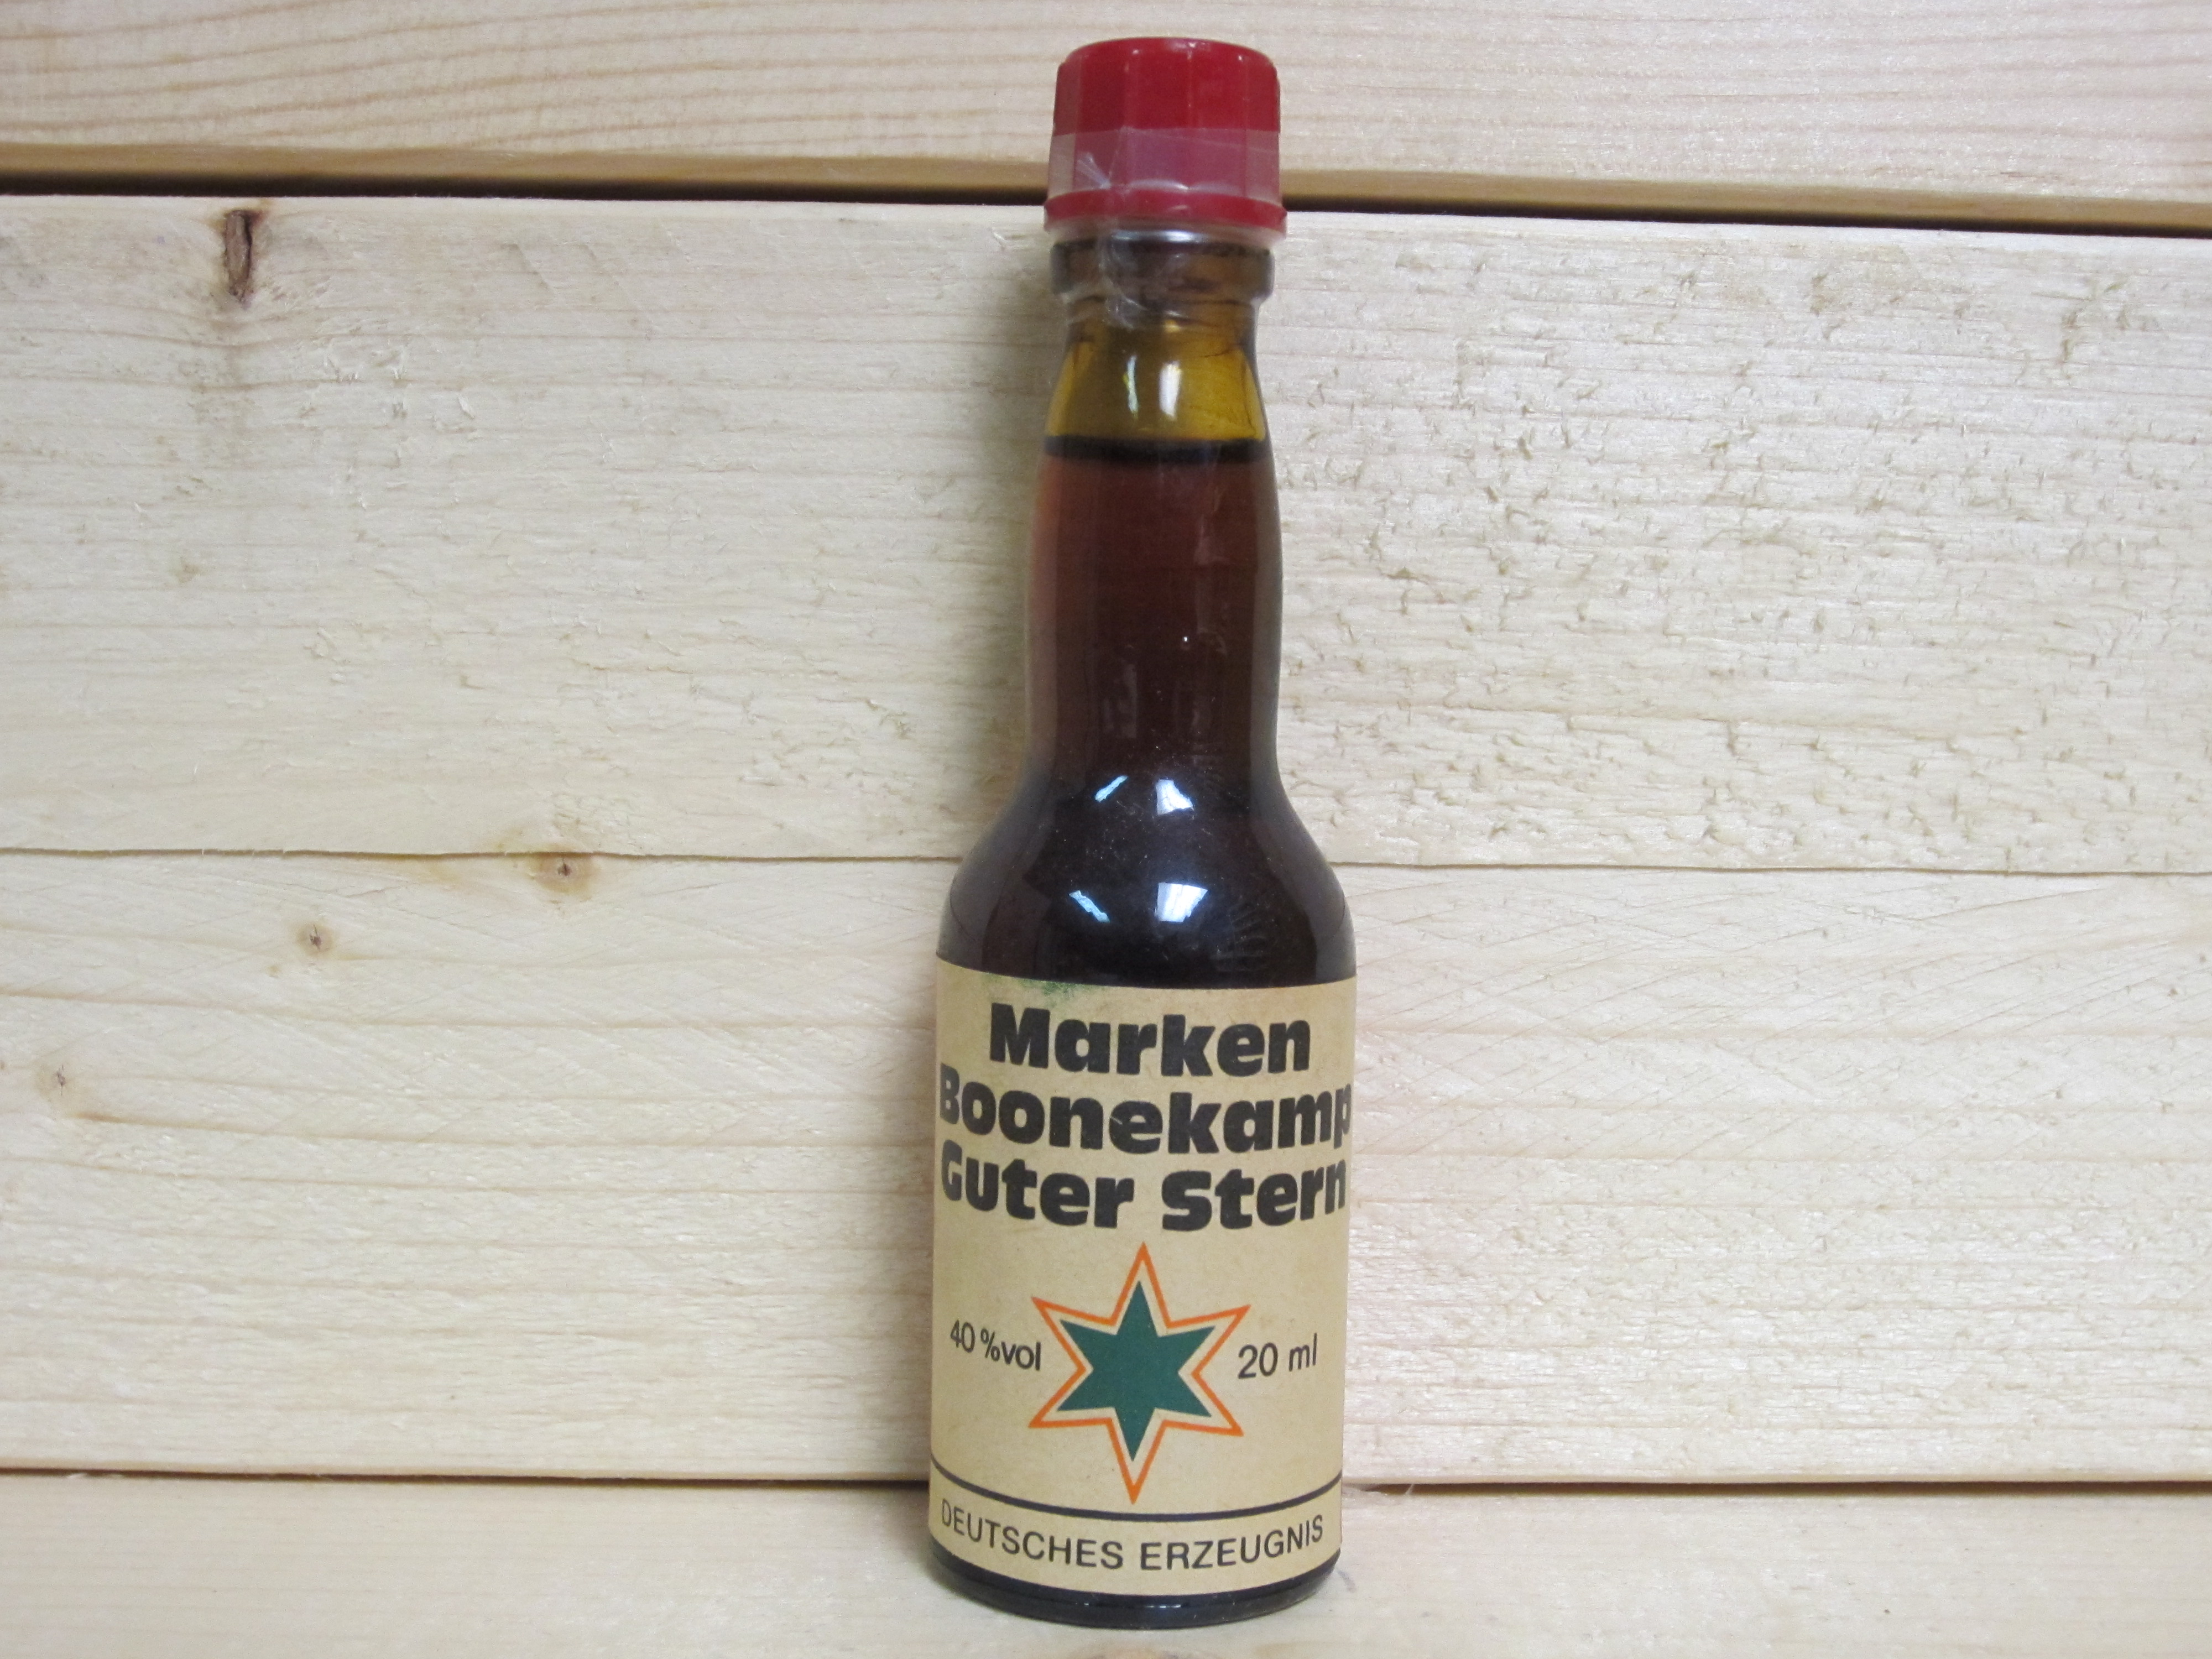 Marken
Boonekamp
Guter Stern
40 %vol
20 ml
DEUTSCHES ERZEUGNIS